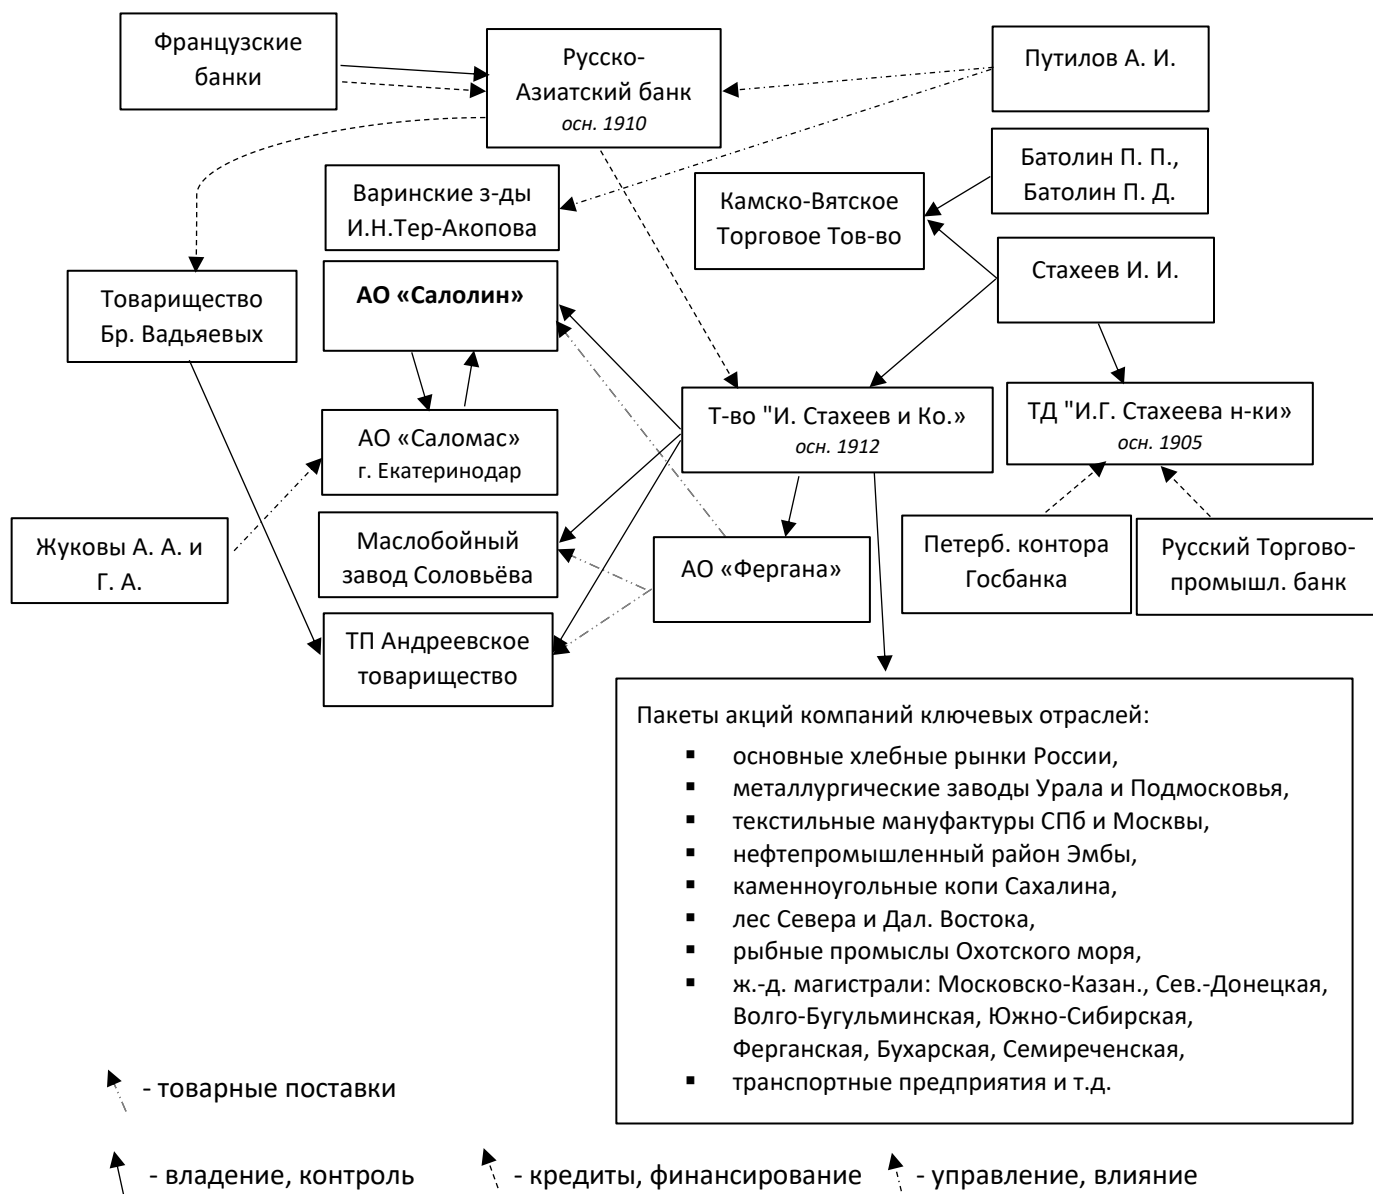 Французские
банки
Русско-
Азиатский банк
осн. 1910
Путилов А. И.
Батолин П. П.,
Батолин П. Д.
Варинские з-ды
И.Н.Тер-Акопова
Камско-Вятское
Торговое Тов-во
Стахеев И. И.
Товарищество
Бр. Вадьяевых
АО «Салолин»
Т-во "И. Стахеев и Ко.»
осн. 1912
ТД "И.Г. Стахеева н-ки»
осн. 1905
АО «Саломас»
г. Екатеринодар
Жуковы А. А. и
Г. А.
Маслобойный
завод Соловьёва
АО «Фергана»
Петерб. контора
Госбанка
Русский Торгово-
промышл. банк
ТП Андреевское
товарищество
Пакеты акций компаний ключевых отраслей:
▪ основные хлебные рынки России,
▪ металлургические заводы Урала и Подмосковья,
▪ текстильные мануфактуры СПб и Москвы,
▪ нефтепромышленный район Эмбы,
▪ каменноугольные копи Сахалина,
▪ лес Севера и Дал. Востока,
▪ рыбные промыслы Охотского моря,
▪ ж.-д. магистрали: Московско-Казан., Сев.-Донецкая,
Волго-Бугульминская, Южно-Сибирская,
Ферганская, Бухарская, Семиреченская,
▪ транспортные предприятия и т.д.
- товарные поставки
- владение, контроль
- кредиты, финансирование
- управление, влияние